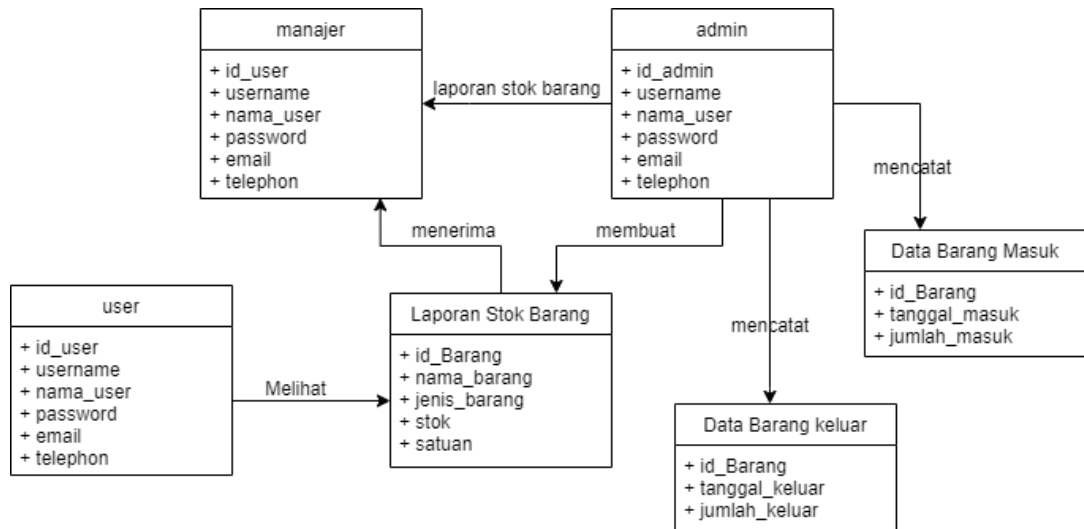 manajer
+ id_user
+ username
+ nama_user
+ password
+ email
+ telephon
laporan stok barang
admin
+ id_admin
+ username
+ nama_user
+ password
+ email
+ telephon
mencatat
menerima
membuat
Data Barang Masuk
+ id_Barang
+ tanggal_masuk
+ jumlah_masuk
user
+ id_user
+ username
+ nama_user
+ password
+ email
+ telephon
Melihat
Laporan Stok Barang
+ id_Barang
+ nama_barang
+ jenis_barang
+ stok
+ satuan
mencatat
Data Barang keluar
+ id_Barang
+ tanggal_keluar
+ jumlah_keluar